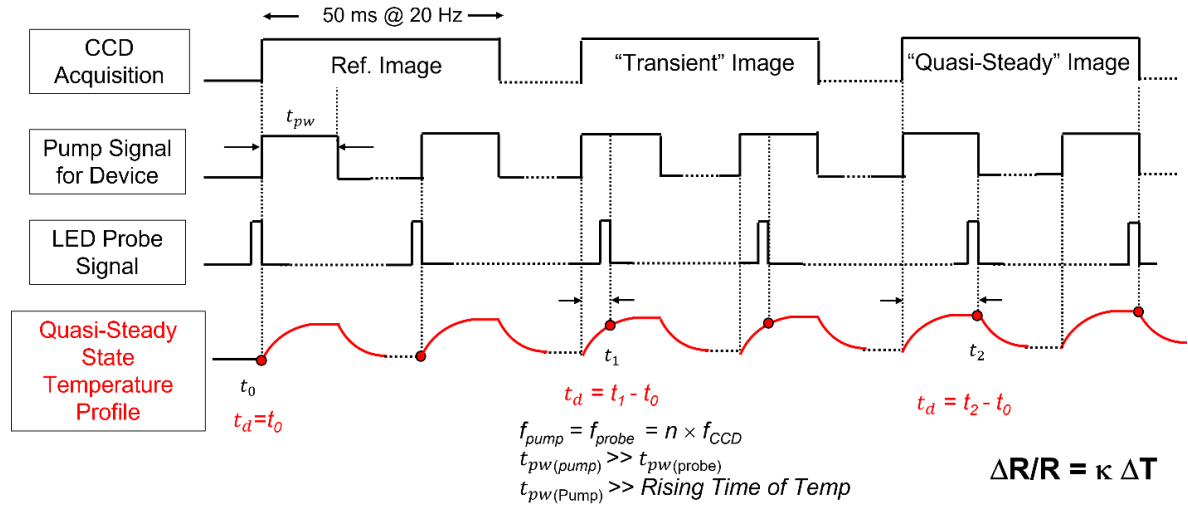 50 ms @ 20 Hz
CCD
Acquisition
Ref. Image
“Transient” Image
“Quasi-Steady” Image
t_pw
Pump Signal
for Device
LED Probe
Signal
Quasi-Steady
State
Temperature
Profile
t_0
t_1
t_2
t_d=t_0
t_d = t_1 - t_0
t_d = t_2 - t_0
f_pump = f_probe = n × f_CCD
t_pw(pump) >> t_pw(probe)
t_pw(Pump) >> Rising Time of Temp
ΔR/R = κ ΔT